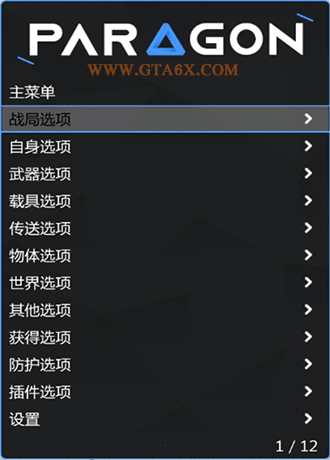 PARAGON
WWW.GTA6X.COM
主菜单
战局选项
自身选项
武器选项
载具选项
传送选项
物体选项
世界选项
其他选项
获得选项
防护选项
插件选项
设置
1 / 12